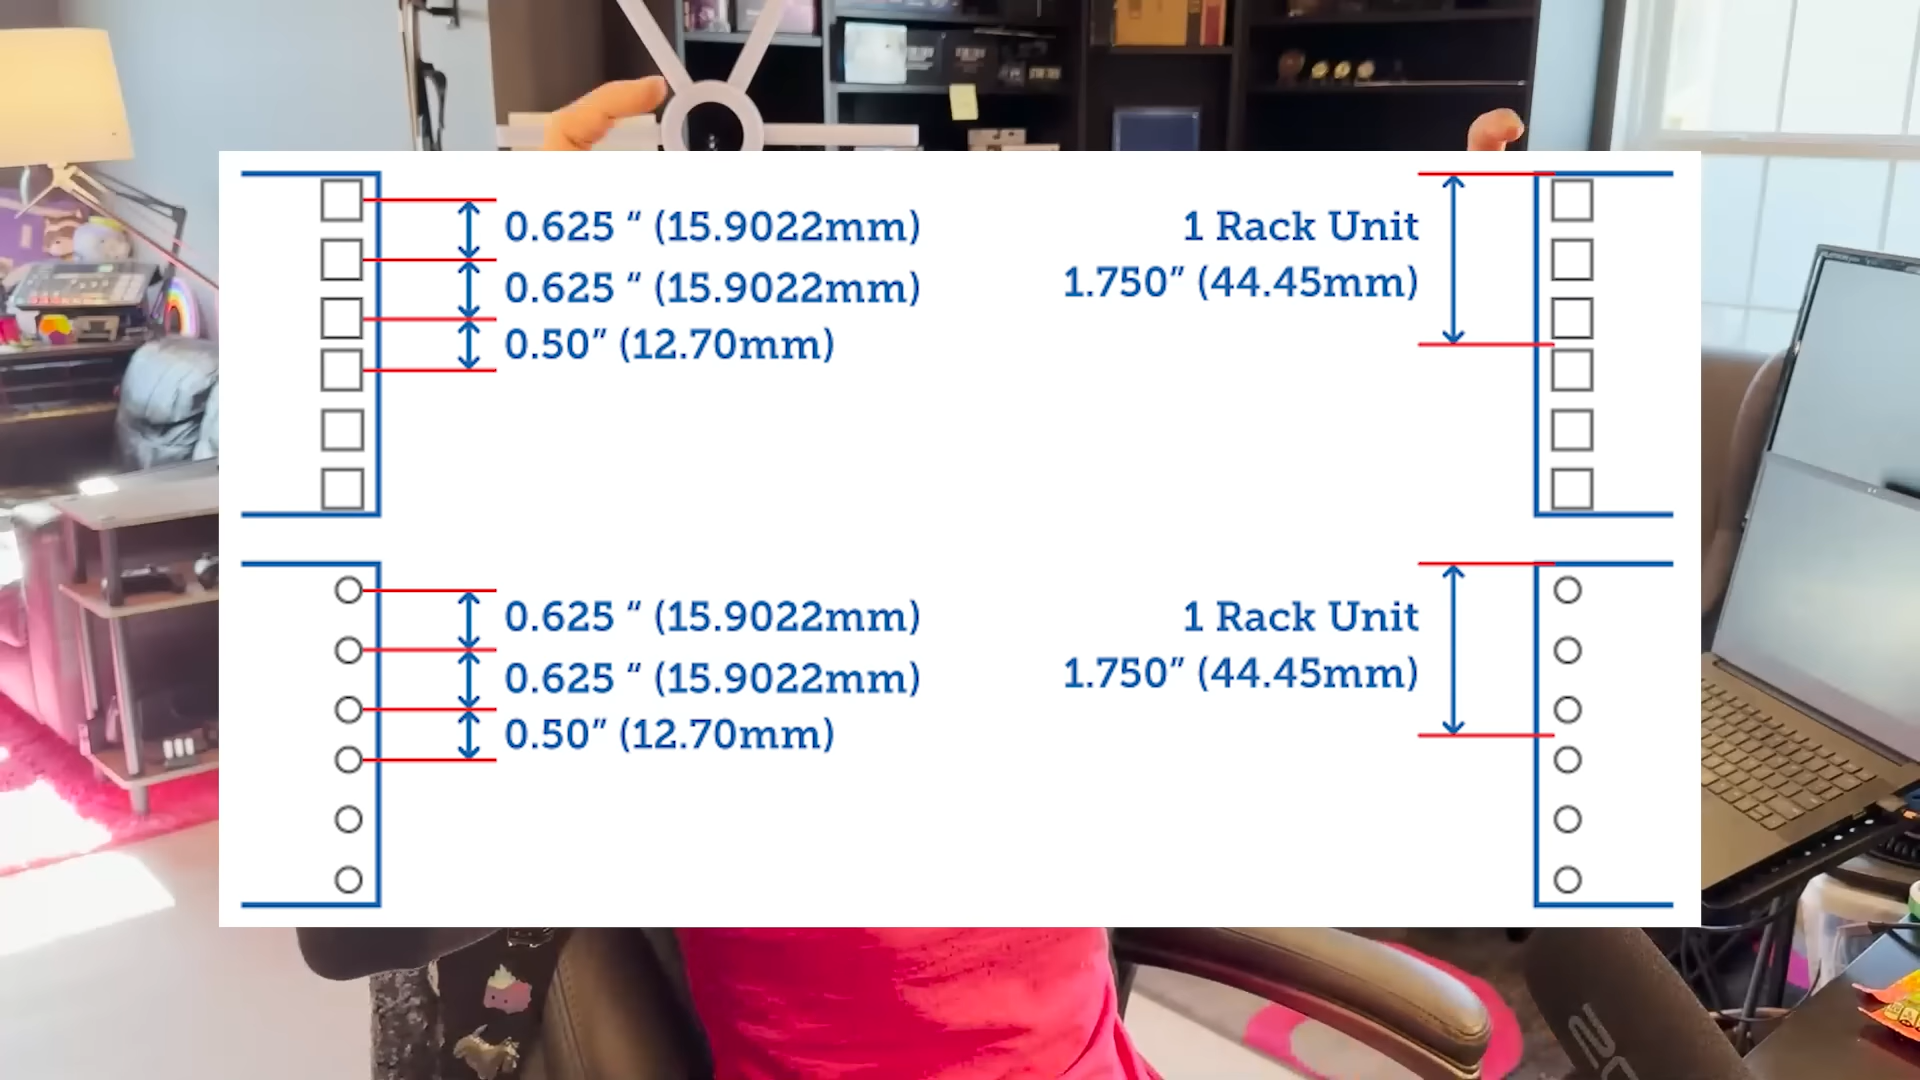 0.625 “ (15.9022mm)
0.625 “ (15.9022mm)
0.50” (12.70mm)
1 Rack Unit
1.750” (44.45mm)
0.625 “ (15.9022mm)
0.625 “ (15.9022mm)
0.50” (12.70mm)
1 Rack Unit
1.750” (44.45mm)